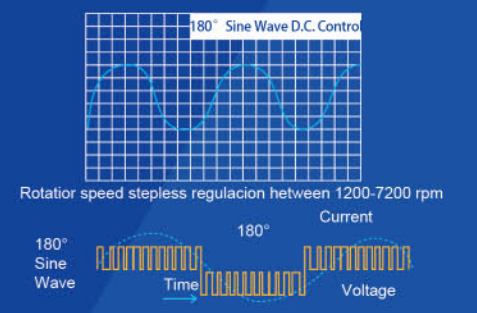 180° Sine Wave D.C. Control
Rotatior speed stepless regulacion hetween 1200-7200 rpm
Current
180°
180°
Sine
Wave
Time
Voltage